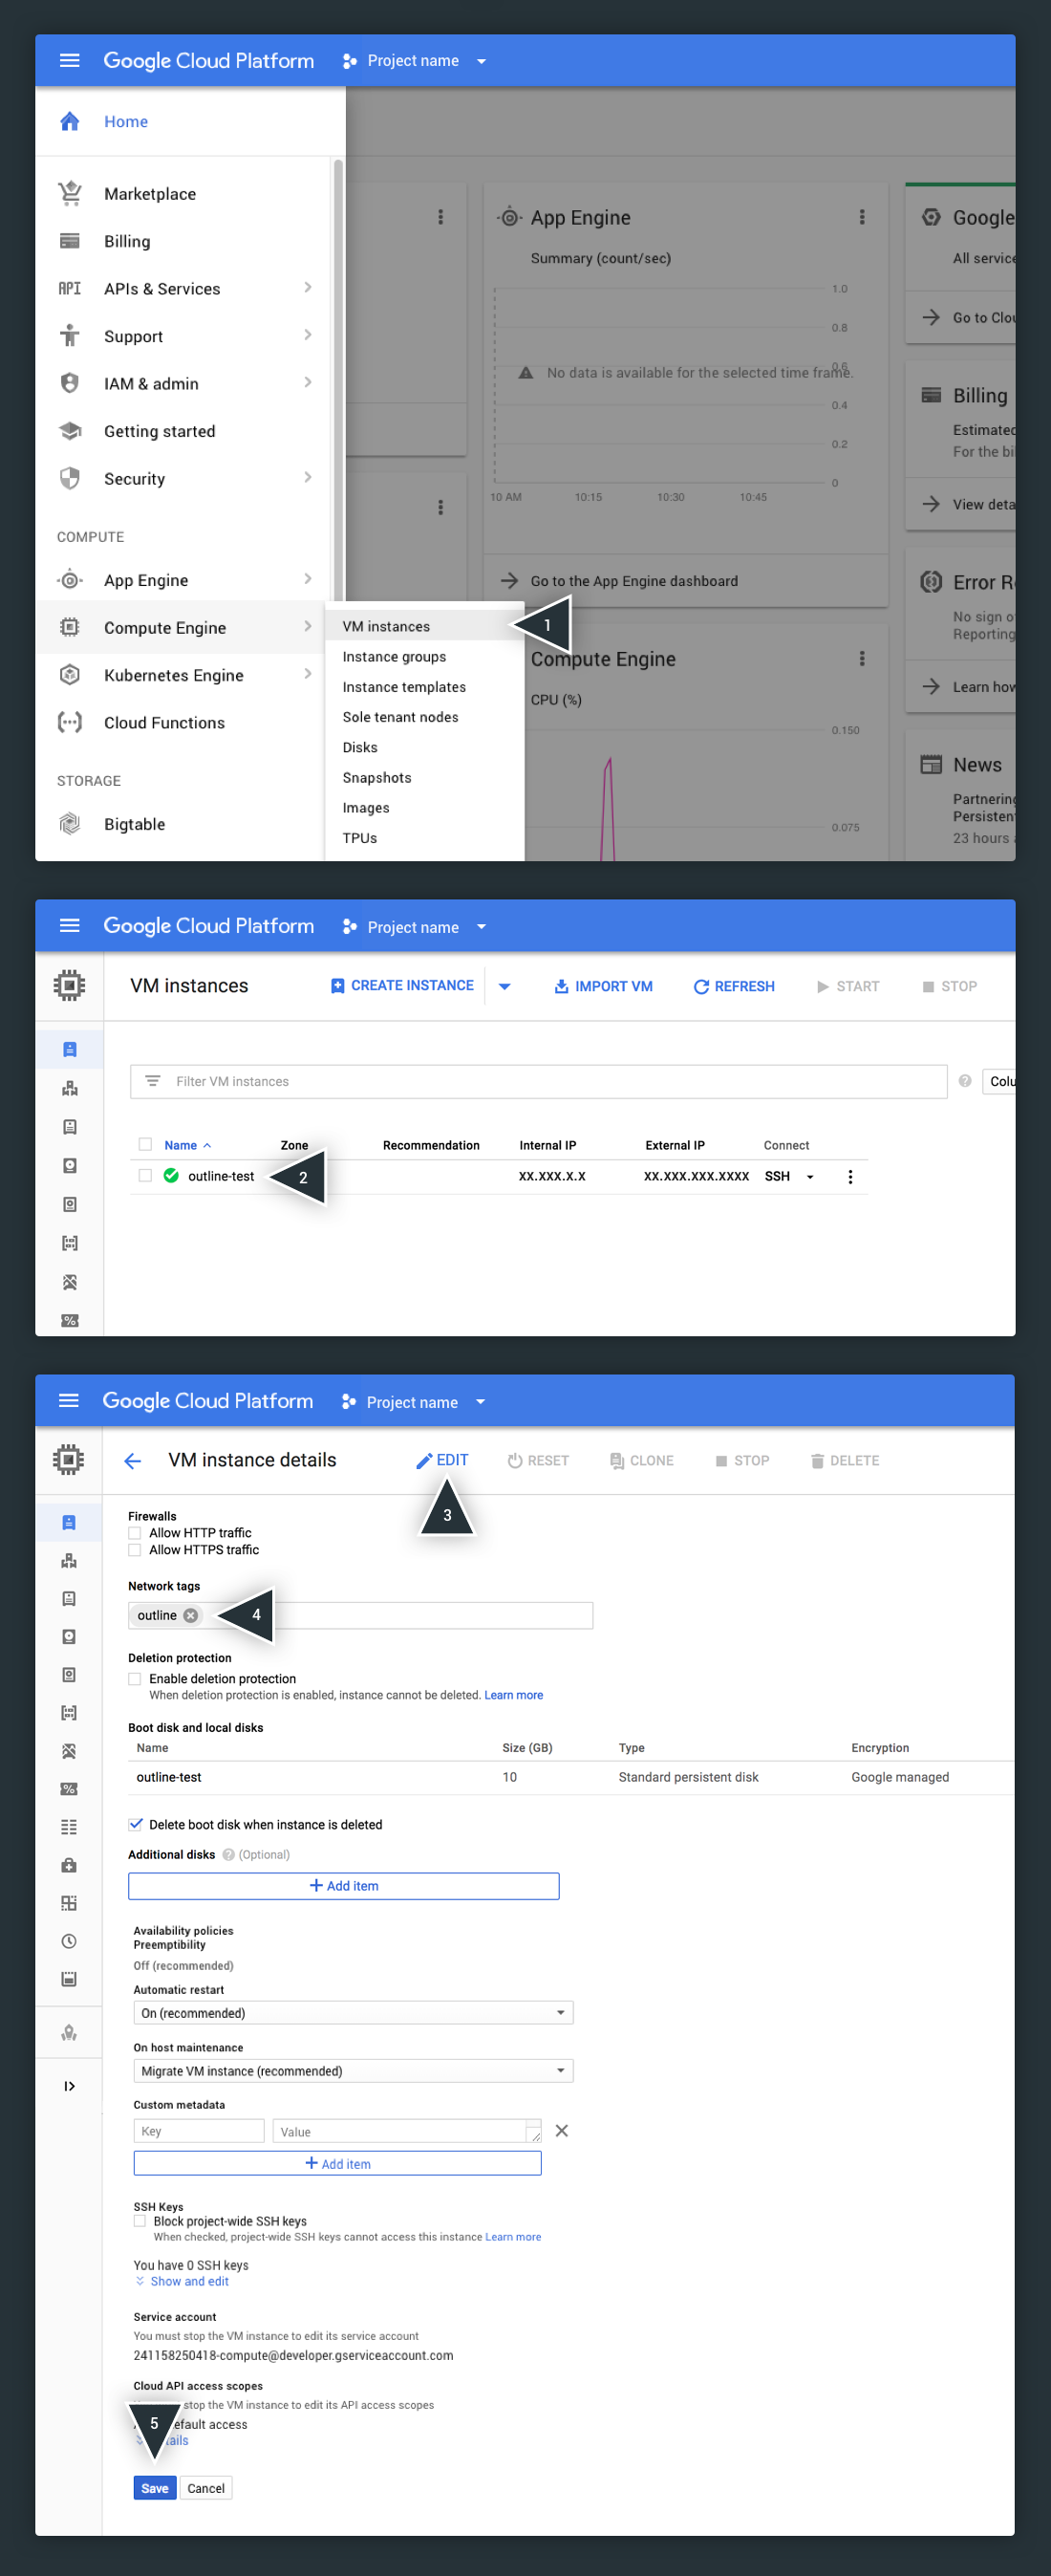 Google Cloud Platform Project name
Home
Marketplace
Billing
API APIs & Services
Support
IAM & admin
Getting started
Security
COMPUTE
App Engine
Compute Engine
Kubernetes Engine
Cloud Functions
STORAGE
Bigtable
VM instances
Instance groups
Instance templates
Sole tenant nodes
Disks
Snapshots
Images
TPUs
1
App Engine
Summary (count/sec)
1.0
0.8
0.6
No data is available for the selected time frame.
0.4
0.2
0
10 AM 10:15 10:30 10:45
Go to the App Engine dashboard
Compute Engine
CPU (%)
0.150
0.075
Google
All service
Go to Clou
Billing
Estimated
For the bi
View deta
Error R
No sign o
Reporting
Learn how
News
Partnering
Persisten
23 hours a
Google Cloud Platform Project name
VM instances CREATE INSTANCE IMPORT VM REFRESH START STOP
Filter VM instances Colu
Name Zone Recommendation Internal IP External IP Connect
outline-test 2 XX.XXX.X.X XX.XXX.XXX.XXXX SSH
Google Cloud Platform Project name
VM instance details EDIT RESET CLONE STOP DELETE
3
Firewalls
Allow HTTP traffic
Allow HTTPS traffic
Network tags
outline 4
Deletion protection
Enable deletion protection
When deletion protection is enabled, instance cannot be deleted. Learn more
Boot disk and local disks
Name Size (GB) Type Encryption
outline-test 10 Standard persistent disk Google managed
Delete boot disk when instance is deleted
Additional disks (Optional)
Add item
Availability policies
Preemptibility
Off (recommended)
Automatic restart
On (recommended)
On host maintenance
Migrate VM instance (recommended)
Custom metadata
Key Value
Add item
SSH Keys
Block project-wide SSH keys
When checked, project-wide SSH keys cannot access this instance Learn more
You have 0 SSH keys
Show and edit
Service account
You must stop the VM instance to edit its service account
241158250418-compute@developer.gserviceaccount.com
Cloud API access scopes
stop the VM instance to edit its API access scopes
5
efault access
ails
Save Cancel